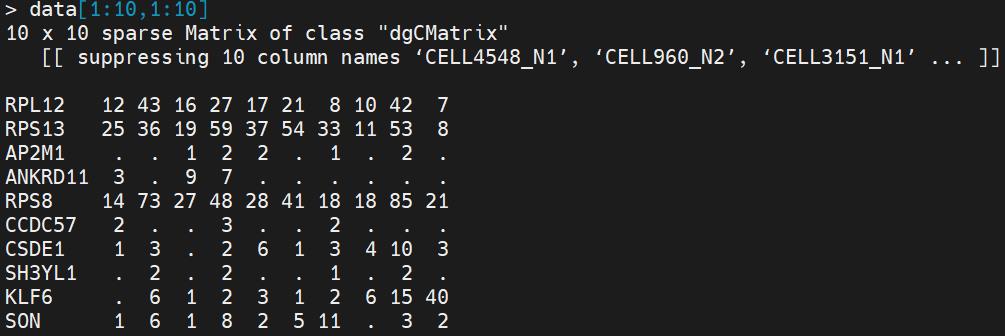 > data[1:10,1:10]
10 x 10 sparse Matrix of class "dgCMatrix"
   [[ suppressing 10 column names ‘CELL4548_N1’, ‘CELL960_N2’, ‘CELL3151_N1’ ... ]]

RPL12   12 43 16 27 17 21  8 10 42  7
RPS13   25 36 19 59 37 54 33 11 53  8
AP2M1    .  .  1  2  2  .  1  .  2  .
ANKRD11  3  .  9  7  .  .  .  .  .  .
RPS8    14 73 27 48 28 41 18 18 85 21
CCDC57   2  .  .  3  .  .  2  .  .  .
CSDE1    1  3  .  2  6  1  3  4 10  3
SH3YL1   .  2  .  2  .  .  1  .  2  .
KLF6     .  6  1  2  3  1  2  6 15 40
SON      1  6  1  8  2  5 11  .  3  2